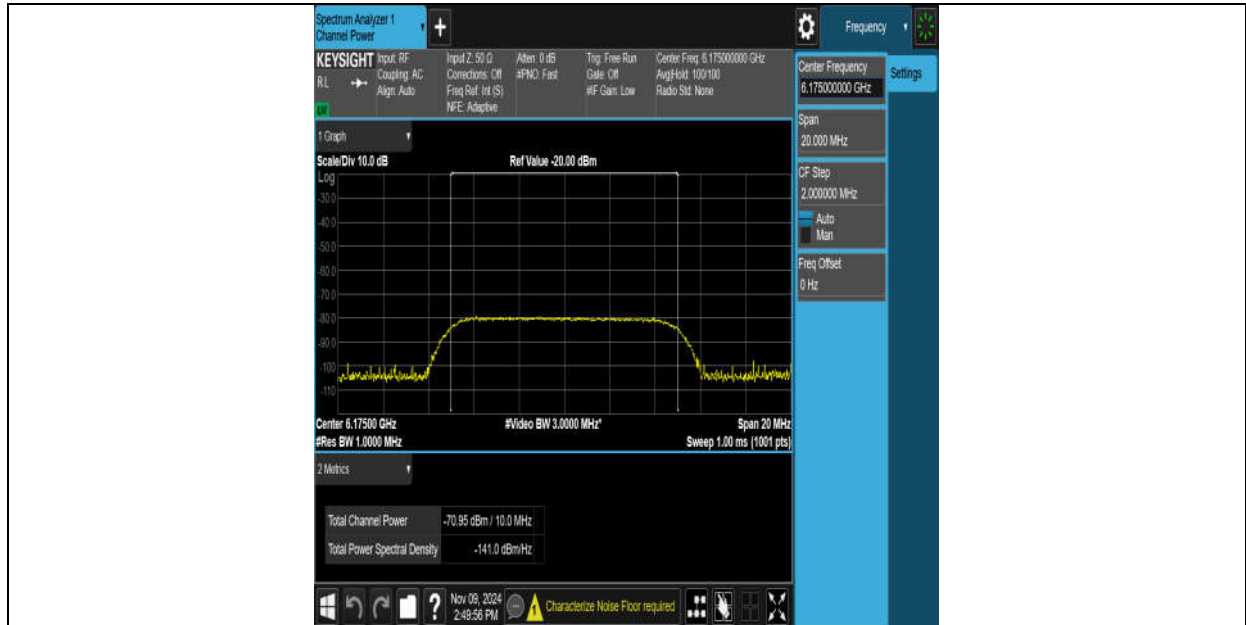 Spectrum Analyzer 1
Channel Power
+
Frequency
KEYSIGHT
RL
Input: RF
Coupling: AC
Align: Auto
Input Z: 50 Ω
Corrections: Off
Freq Ref: Int (S)
NFE: Adaptive
Atten: 0 dB
#PNO: Fast
Trig: Free Run
Gate: Off
#IF Gain: Low
Center Freq: 6.175000000 GHz
Avg|Hold: 100/100
Radio Std: None
Center Frequency
6.175000000 GHz
Settings
Span
20.000 MHz
CF Step
2.000000 MHz
Auto
Man
Freq Offset
0 Hz
1 Graph
Scale/Div 10.0 dB
Ref Value -20.00 dBm
Log
-30.0
-40.0
-50.0
-60.0
-70.0
-80.0
-90.0
-100
-110
Center 6.17500 GHz
#Video BW 3.0000 MHz*
Span 20 MHz
#Res BW 1.0000 MHz
Sweep 1.00 ms (1001 pts)
2 Metrics
Total Channel Power
-70.95 dBm / 10.0 MHz
Total Power Spectral Density
-141.0 dBm/Hz
?
Nov 09, 2024
2:49:56 PM
1
Characterize Noise Floor required